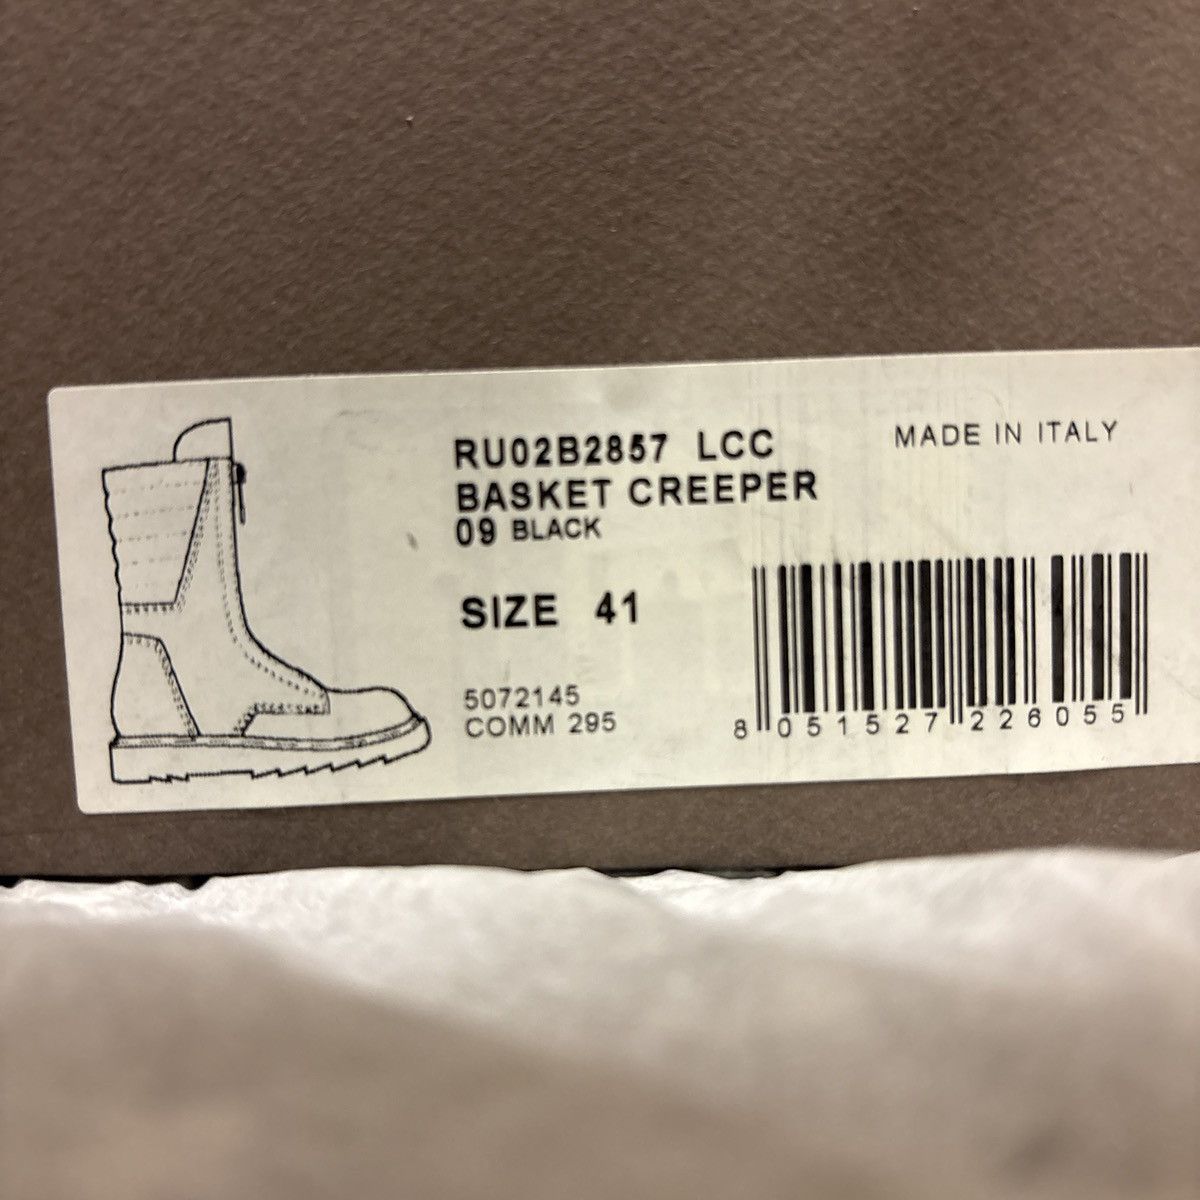 RU02B2857 LCC
MADE IN ITALY
BASKET CREEPER
09 BLACK
SIZE 41
5072145
COMM 295
8 051527 226055